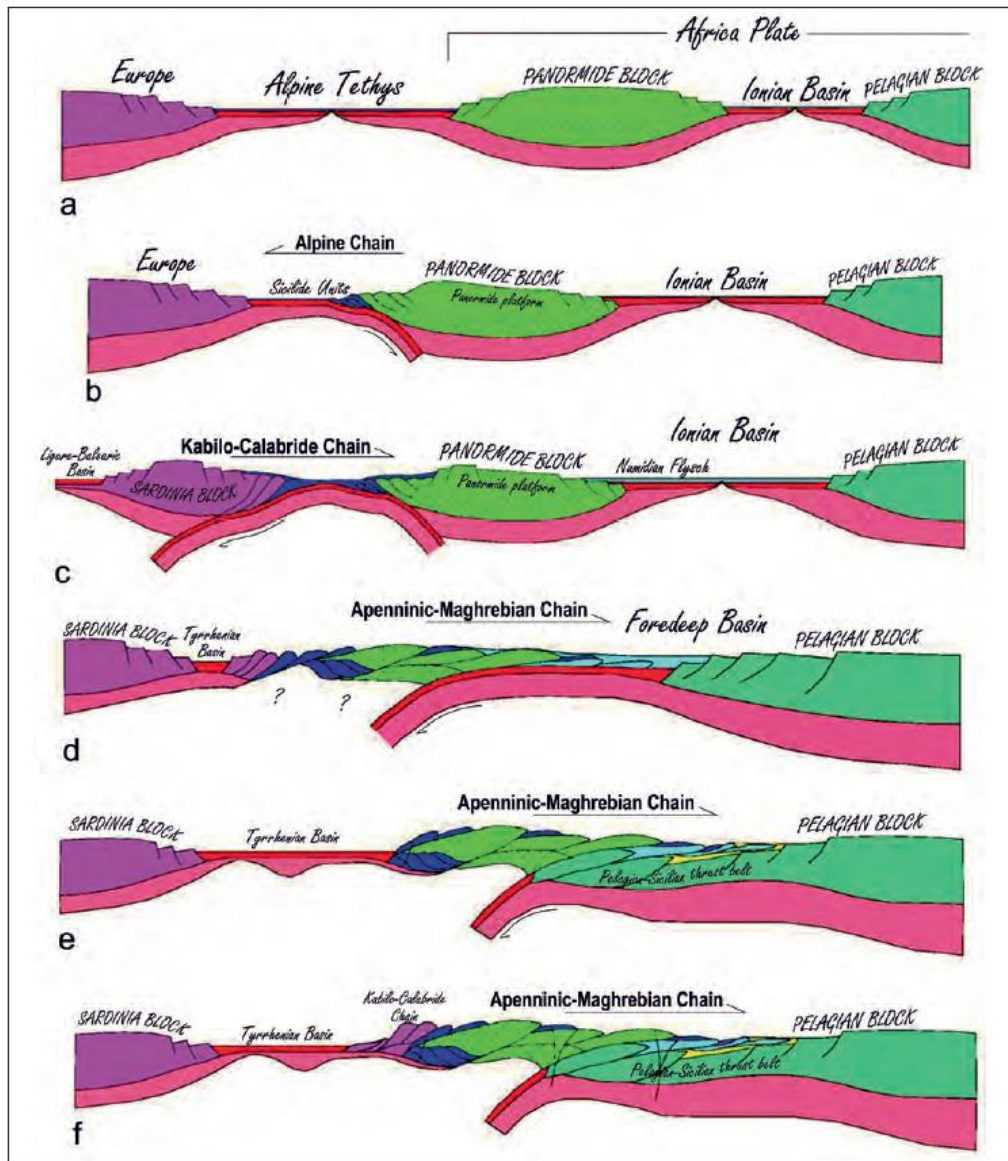 Africa Plate
Europe
Alpine Tethys
PANORMIDE BLOCK
Ionian Basin
PELAGIAN BLOCK
a
Alpine Chain
Europe
Sicilide Units
PANORMIDE BLOCK
Panormide platform
Ionian Basin
PELAGIAN BLOCK
b
Ionian Basin
Kabilo-Calabride Chain
PANORMIDE BLOCK
PELAGIAN BLOCK
Liguro-Balearic
Basin
SARDINIA BLOCK
Panormide platform
Numidian Flysch
c
Apenninic-Maghrebian Chain
Foredeep Basin
SARDINIA BLOCK
Tyrrhenian
Basin
PELAGIAN BLOCK
?
?
d
Apenninic-Maghrebian Chain
SARDINIA BLOCK
Tyrrhenian Basin
PELAGIAN BLOCK
Pelagian-Sicilian thrust belt
e
Kabilo-Calabride
Chain
Apenninic-Maghrebian Chain
SARDINIA BLOCK
Tyrrhenian Basin
PELAGIAN BLOCK
Pelagian-Sicilian thrust belt
f